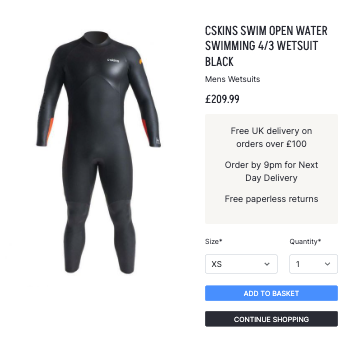 CSKINS SWIM OPEN WATER
SWIMMING 4/3 WETSUIT
BLACK
Mens Wetsuits
£209.99
Free UK delivery on
orders over £100
Order by 9pm for Next
Day Delivery
Free paperless returns
Size*
Quantity*
XS
1
ADD TO BASKET
CONTINUE SHOPPING